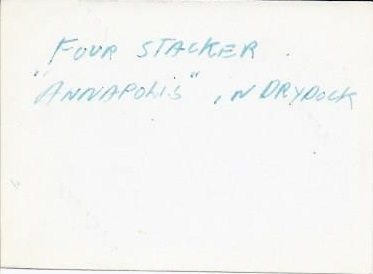 FOUR STACKER.
"ANNAPOLIS" IN DRYDOCK